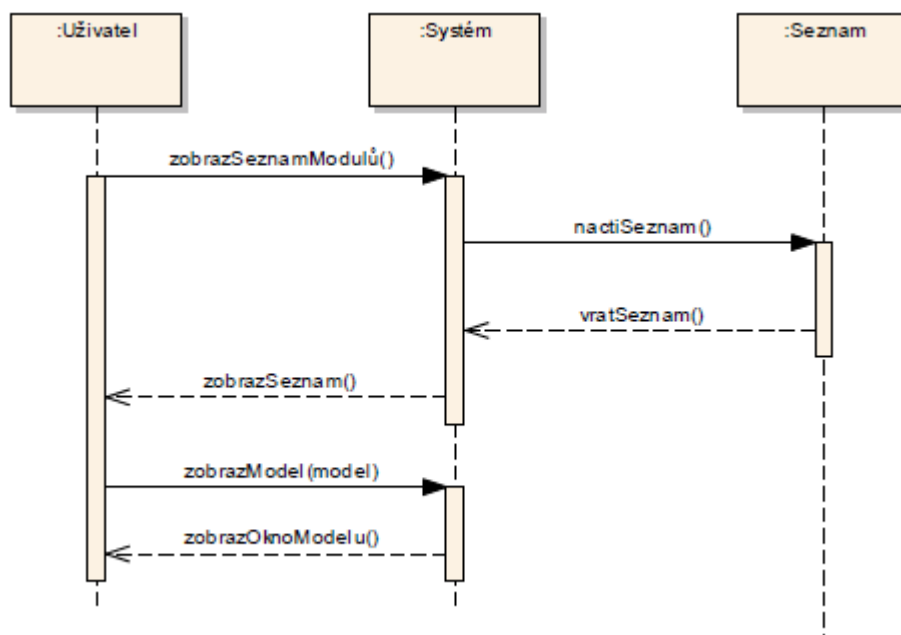 :Uživatel
:Systém
:Seznam
zobrazSeznamModulů()
nactiSeznam()
vratSeznam()
zobrazSeznam()
zobrazModel(model)
zobrazOknoModelu()